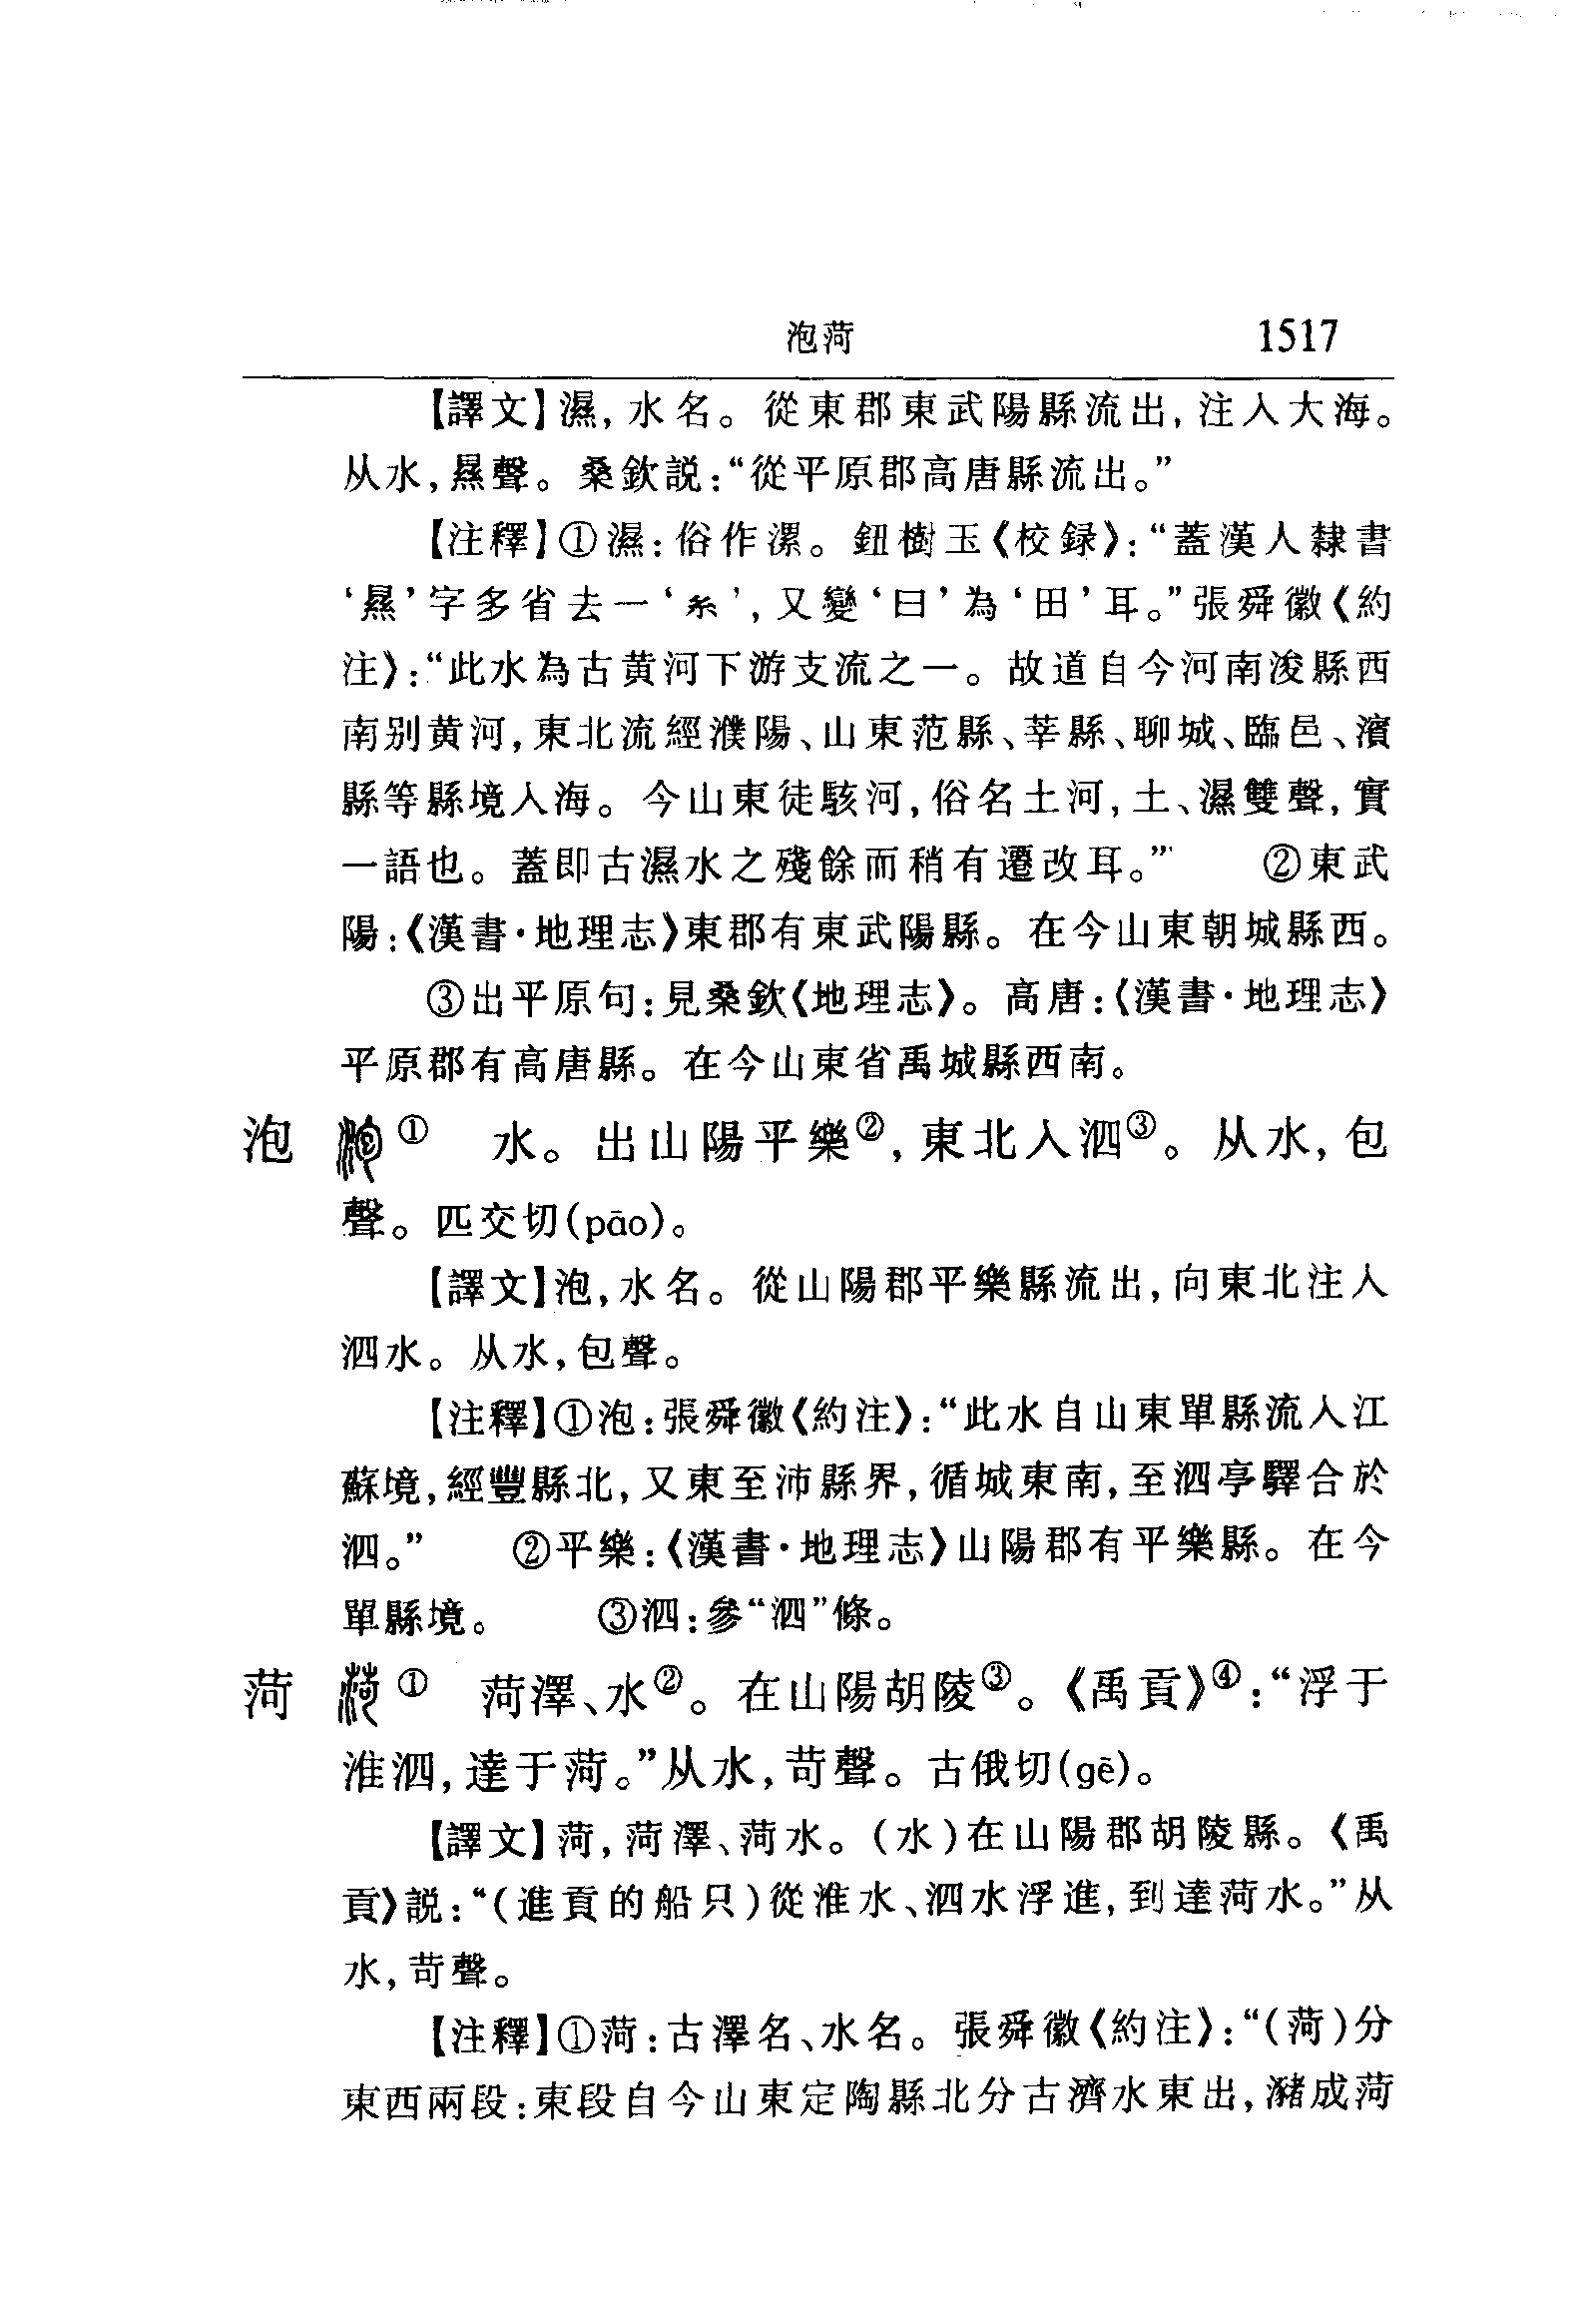 泡菏 1517
【譯文】濕,水名。從東郡東武陽縣流出,注入大海。
从水,㬎聲。桑欽説:“從平原郡高唐縣流出。”
【注釋】①濕:俗作漯。鈕樹玉《校録》:“蓋漢人隸書
‘㬎’字多省去一‘糸’,又變‘曰’為‘田’耳。”張舜徽《約
注》:“此水為古黄河下游支流之一。故道自今河南浚縣西
南别黄河,東北流經濮陽、山東范縣、莘縣、聊城、臨邑、濱
縣等縣境入海。今山東徒駭河,俗名土河,土、濕雙聲,實
一語也。蓋即古濕水之殘餘而稍有遷改耳。” ②東武
陽:《漢書·地理志》東郡有東武陽縣。在今山東朝城縣西。
③出平原句:見桑欽《地理志》。高唐:《漢書·地理志》
平原郡有高唐縣。在今山東省禹城縣西南。
泡 ① 水。出山陽平樂②,東北入泗③。从水,包
聲。匹交切(pāo)。
【譯文】泡,水名。從山陽郡平樂縣流出,向東北注入
泗水。从水,包聲。
【注釋】①泡:張舜徽《約注》:“此水自山東單縣流入江
蘇境,經豐縣北,又東至沛縣界,循城東南,至泗亭驛合於
泗。” ②平樂:《漢書·地理志》山陽郡有平樂縣。在今
單縣境。 ③泗:參“泗”條。
菏 ① 菏澤、水②。在山陽胡陵③。《禹貢》④:“浮于
淮泗,達于菏。”从水,苛聲。古俄切(gē)。
【譯文】菏,菏澤、菏水。(水)在山陽郡胡陵縣。《禹
貢》説:“(進貢的船只)從淮水、泗水浮進,到達菏水。”从
水,苛聲。
【注釋】①菏:古澤名、水名。張舜徽《約注》:“(菏)分
東西兩段:東段自今山東定陶縣北分古濟水東出,瀦成菏